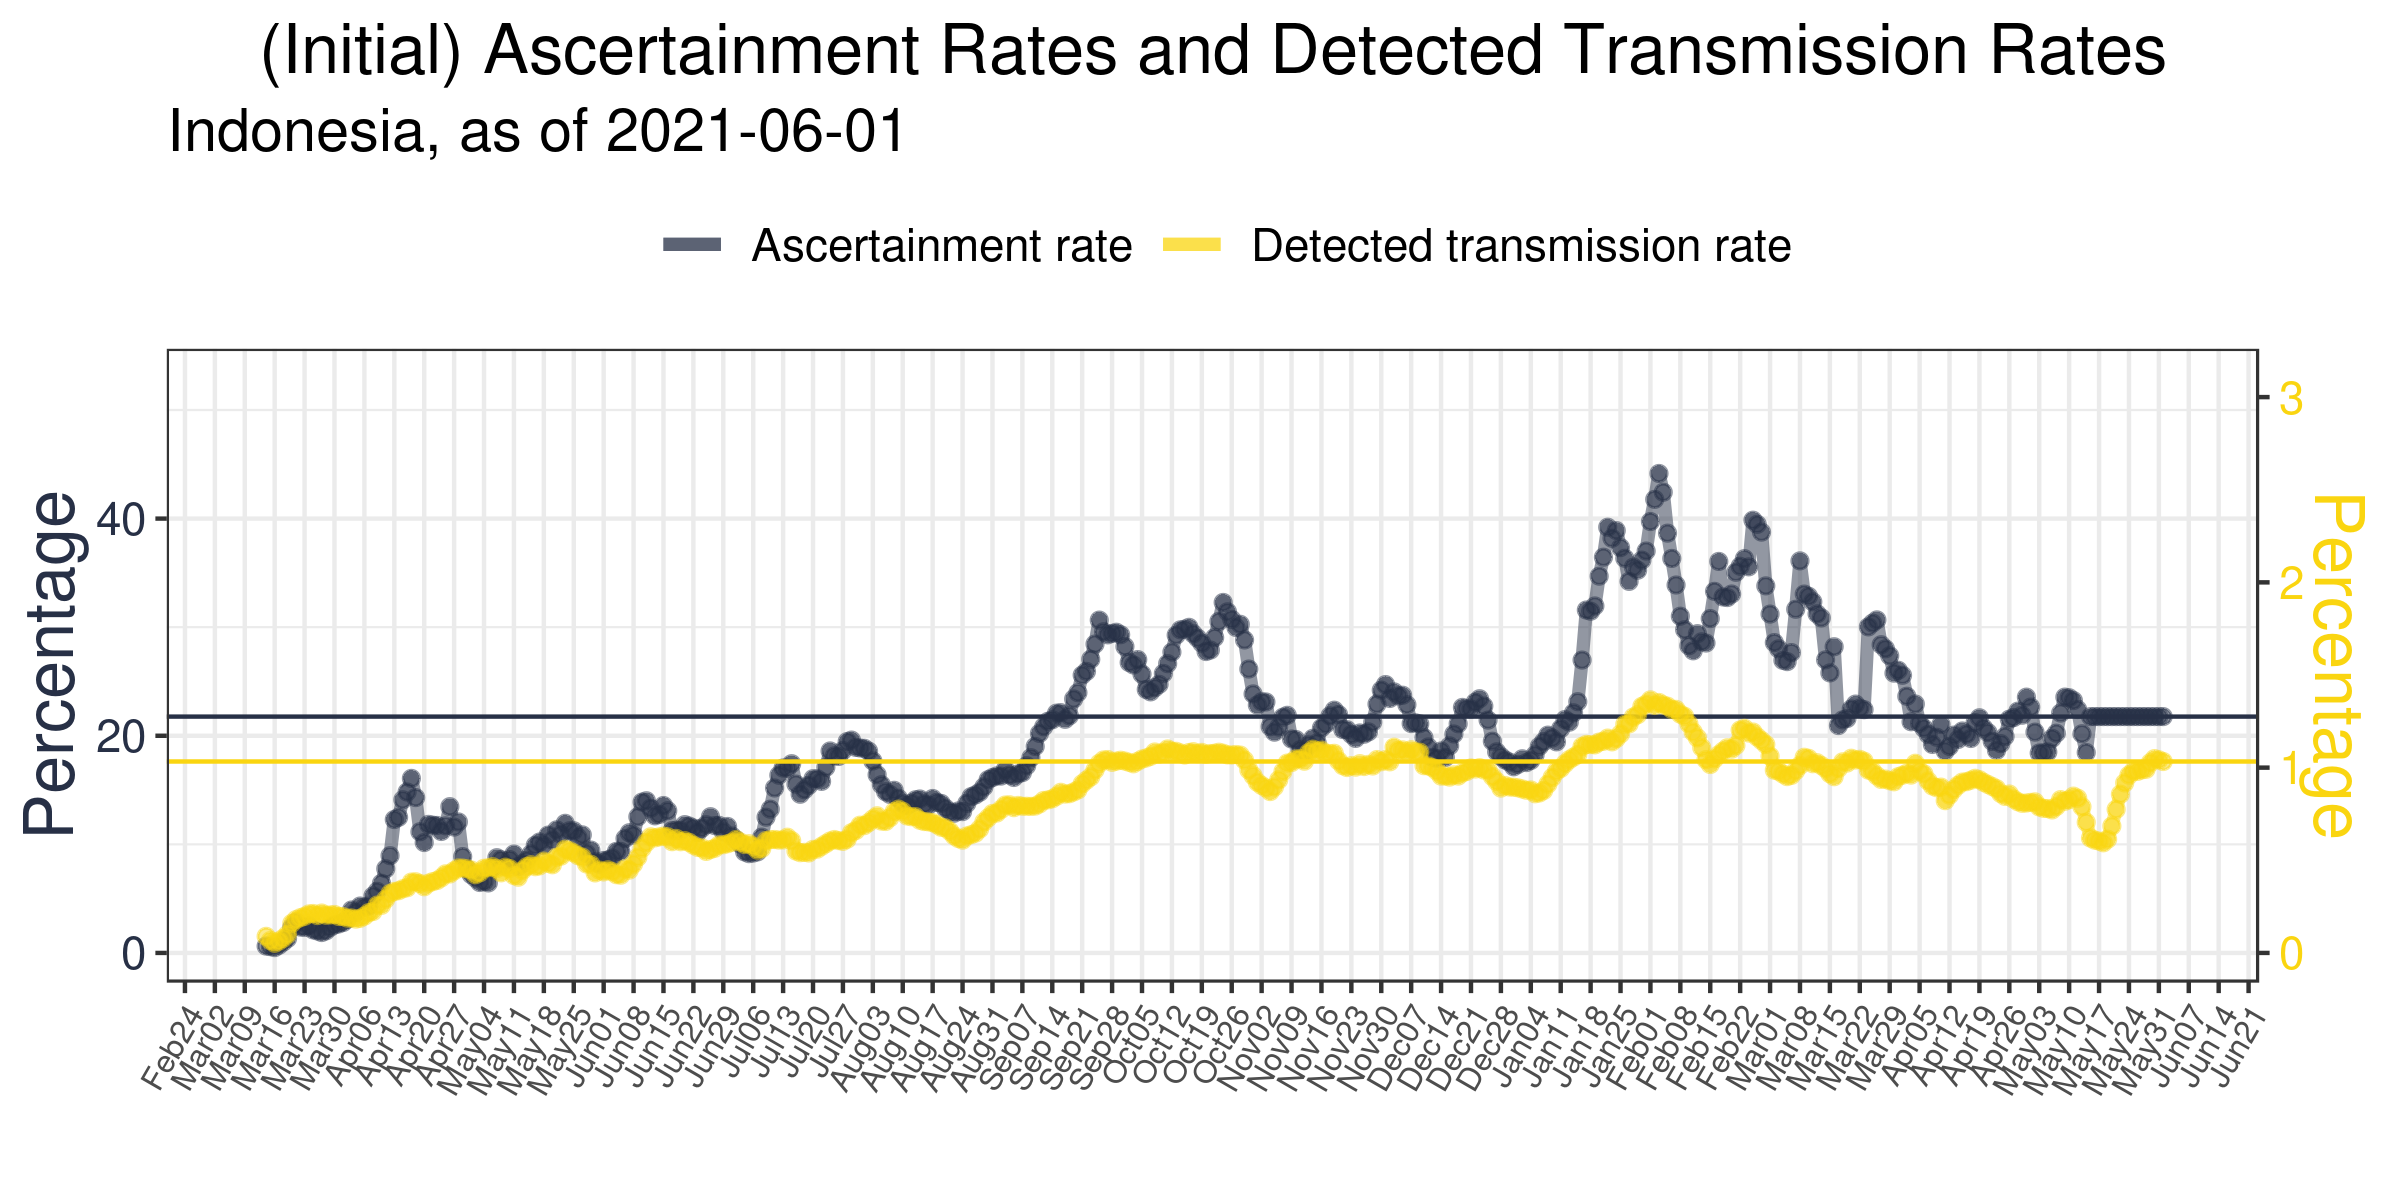 (Initial) Ascertainment Rates and Detected Transmission Rates
Indonesia, as of 2021-06-01
Ascertainment rate
Detected transmission rate
Percentage
40
20
0
3
2
1
0
Percentage
Feb24
Mar02
Mar09
Mar16
Mar23
Mar30
Apr06
Apr13
Apr20
Apr27
May04
May11
May18
May25
Jun01
Jun08
Jun15
Jun22
Jun29
Jul06
Jul13
Jul20
Jul27
Aug03
Aug10
Aug17
Aug24
Aug31
Sep07
Sep14
Sep21
Sep28
Oct05
Oct12
Oct19
Oct26
Nov02
Nov09
Nov16
Nov23
Nov30
Dec07
Dec14
Dec21
Dec28
Jan04
Jan11
Jan18
Jan25
Feb01
Feb08
Feb15
Feb22
Mar01
Mar08
Mar15
Mar22
Mar29
Apr05
Apr12
Apr19
Apr26
May03
May10
May17
May24
May31
Jun07
Jun14
Jun21